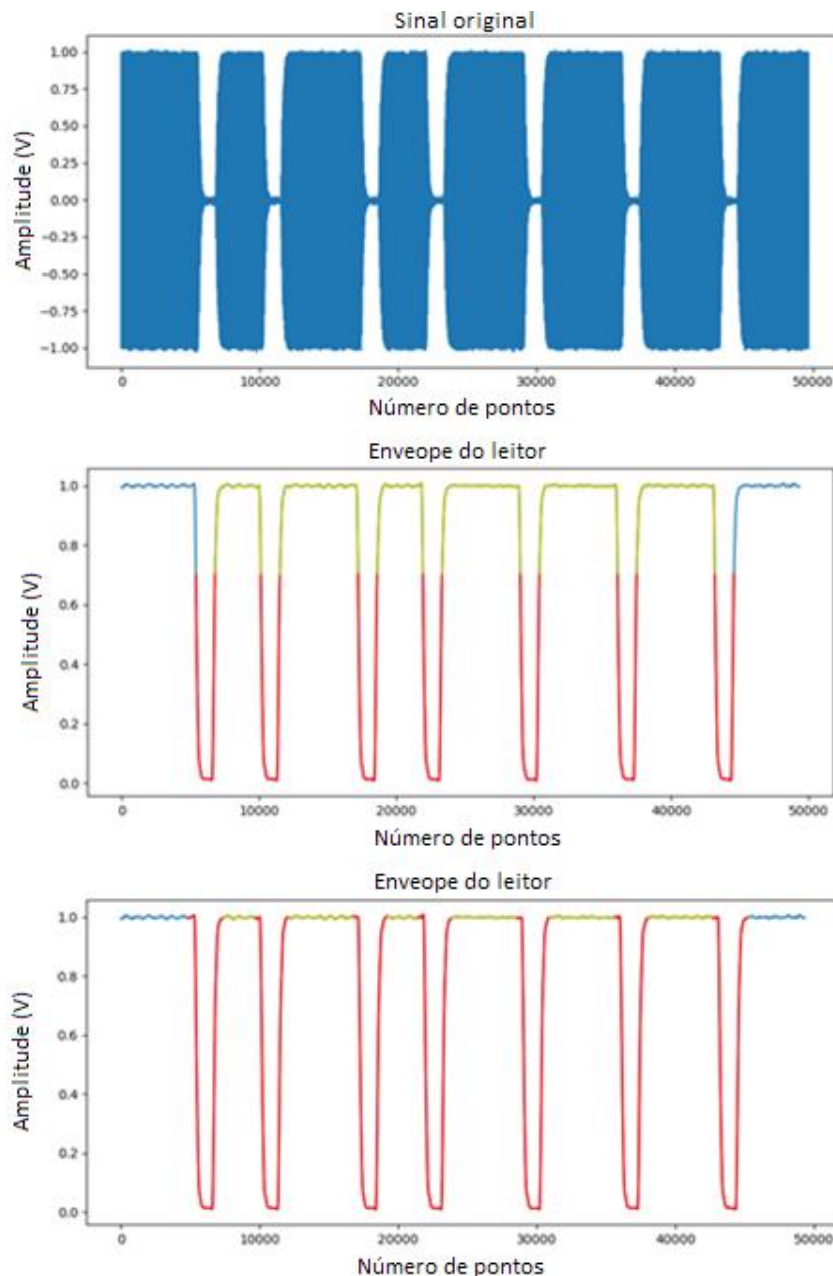 Sinal original
1.00
0.75
0.50
0.25
0.00
−0.25
−0.50
−0.75
−1.00
Amplitude (V)
0 10000 20000 30000 40000 50000
Número de pontos
Enveope do leitor
1.0
0.8
0.6
0.4
0.2
0.0
Amplitude (V)
0 10000 20000 30000 40000 50000
Número de pontos
Enveope do leitor
1.0
0.8
0.6
0.4
0.2
0.0
Amplitude (V)
0 10000 20000 30000 40000 50000
Número de pontos